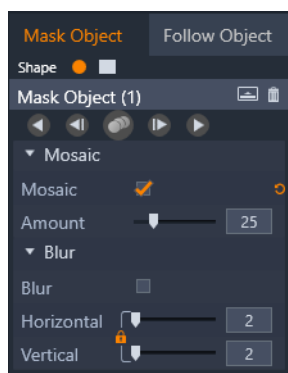 Mask Object Follow Object
Shape
Mask Object (1)
Mosaic
Mosaic
Amount 25
Blur
Blur
Horizontal 2
Vertical 2